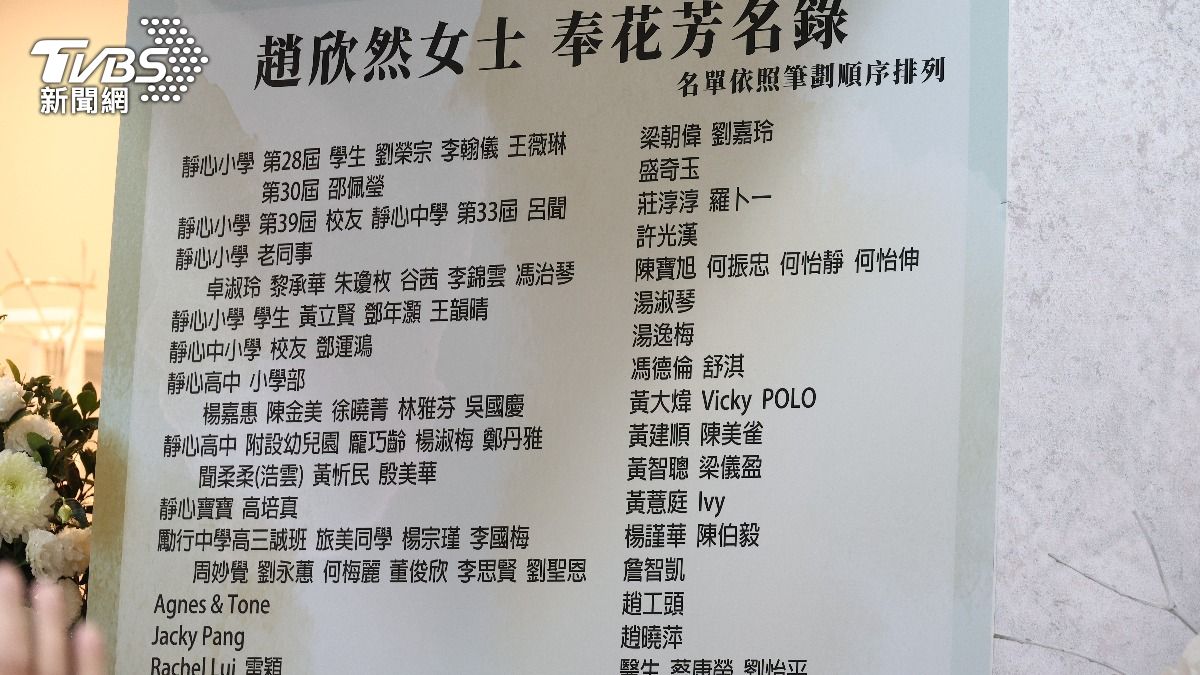 TVBS
新聞網
趙欣然女士 奉花芳名錄
名單依照筆劃順序排列
靜心小學 第28屆 學生 劉榮宗 李翰儀 王薇琳
第30屆 邵佩瑩
靜心小學 第39屆 校友 靜心中學 第33屆 呂聞
靜心小學 老同事
卓淑玲 黎承華 朱瓊枚 谷茜 李錦雲 馮治琴
靜心小學 學生 黃立賢 鄧年灝 王韻晴
靜心中小學 校友 鄧運鴻
靜心高中 小學部
楊嘉惠 陳金美 徐曉菁 林雅芬 吳國慶
靜心高中 附設幼兒園 龐巧齡 楊淑梅 鄭丹雅
聞柔柔(浩雲) 黃忻民 殷美華
靜心寶寶 高培真
勵行中學高三誠班 旅美同學 楊宗瑾 李國梅
周妙覺 劉永蕙 何梅麗 董俊欣 李思賢 劉聖恩
Agnes & Tone
Jacky Pang
Rachel Lui 雷穎
梁朝偉 劉嘉玲
盛奇玉
莊淳淳 羅卜一
許光漢
陳寶旭 何振忠 何怡靜 何怡伸
湯淑琴
湯逸梅
馮德倫 舒淇
黃大煒 Vicky POLO
黃建順 陳美雀
黃智聰 梁儀盈
黃薏庭 Ivy
楊謹華 陳伯毅
詹智凱
趙工頭
趙曉萍
醫生 蔡康榮 劉怡平